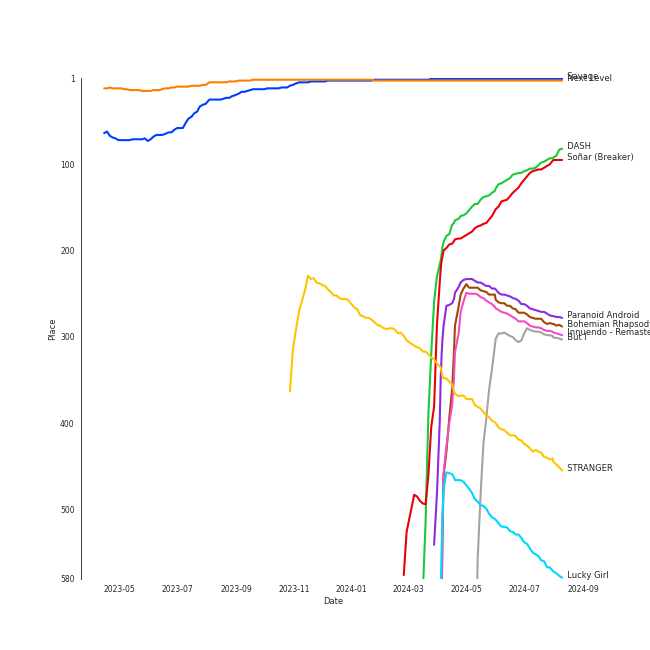 1
100
200
300
400
500
580
Place
2023-05
2023-07
2023-09
2023-11
2024-01
2024-03
2024-05
2024-07
2024-09
Date
Savage
Next Level
DASH
Soñar (Breaker)
Paranoid Android
Bohemian Rhapsody
Innuendo - Remaste
But I
STRANGER
Lucky Girl